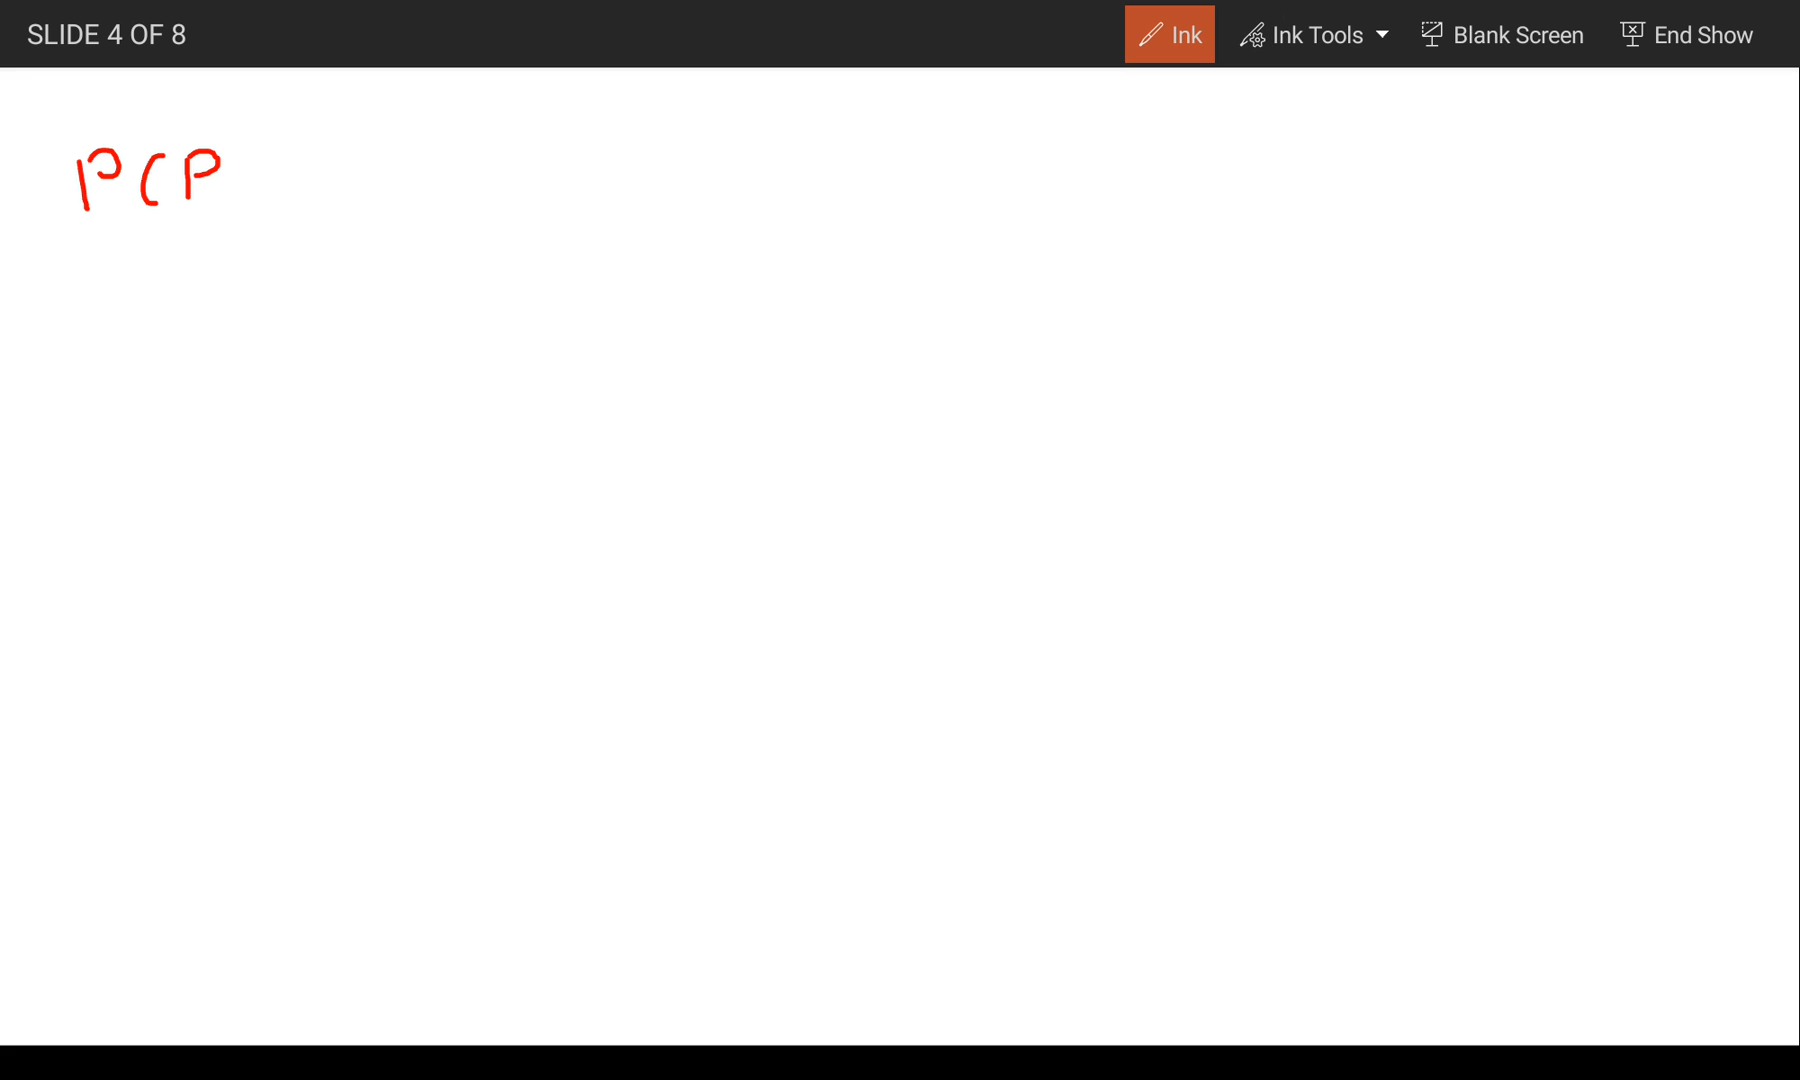 SLIDE 4 OF 8
Ink
Ink Tools
Blank Screen
End Show
PCP